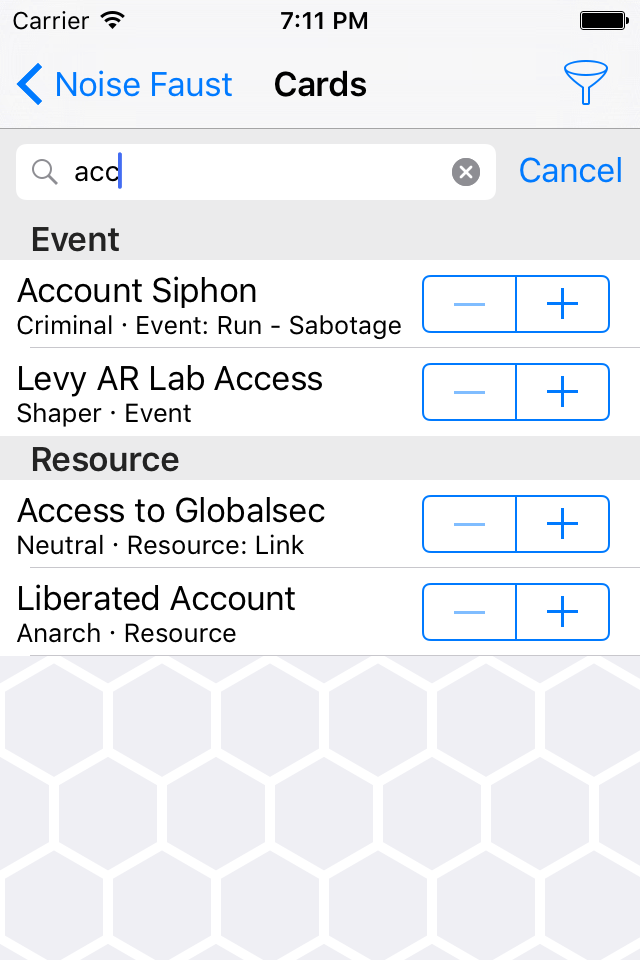 Carrier 7:11 PM
Noise Faust Cards
acc Cancel
Event
Account Siphon
Criminal · Event: Run - Sabotage
Levy AR Lab Access
Shaper · Event
Resource
Access to Globalsec
Neutral · Resource: Link
Liberated Account
Anarch · Resource